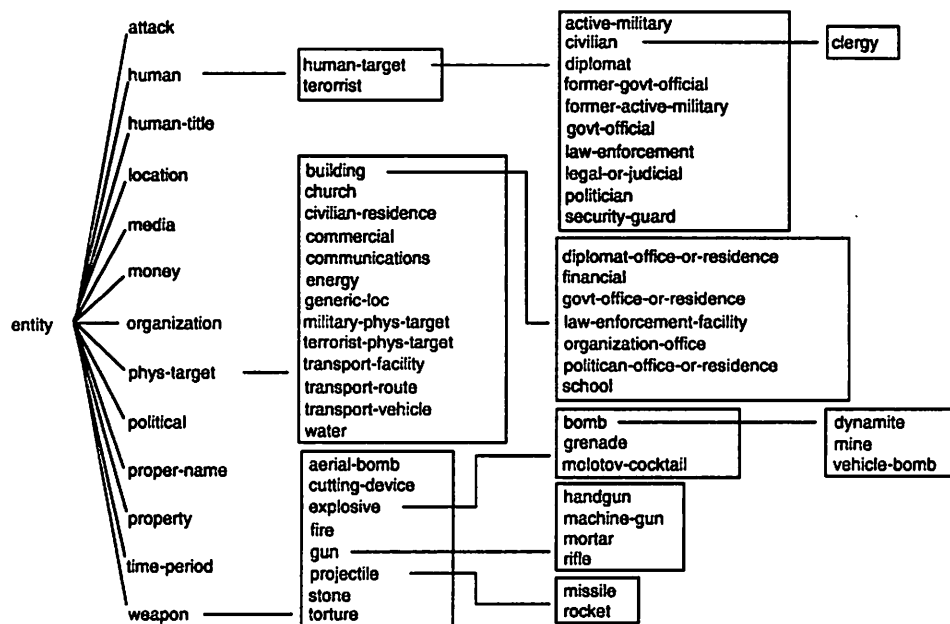 entity
attack
human
human-title
location
media
money
organization
phys-target
political
proper-name
property
time-period
weapon
human-target
terorrist
active-military
civilian
diplomat
former-govt-official
former-active-military
govt-official
law-enforcement
legal-or-judicial
politician
security-guard
clergy
building
church
civilian-residence
commercial
communications
energy
generic-loc
military-phys-target
terrorist-phys-target
transport-facility
transport-route
transport-vehicle
water
diplomat-office-or-residence
financial
govt-office-or-residence
law-enforcement-facility
organization-office
politican-office-or-residence
school
aerial-bomb
cutting-device
explosive
fire
gun
projectile
stone
torture
bomb
grenade
molotov-cocktail
dynamite
mine
vehicle-bomb
handgun
machine-gun
mortar
rifle
missile
rocket